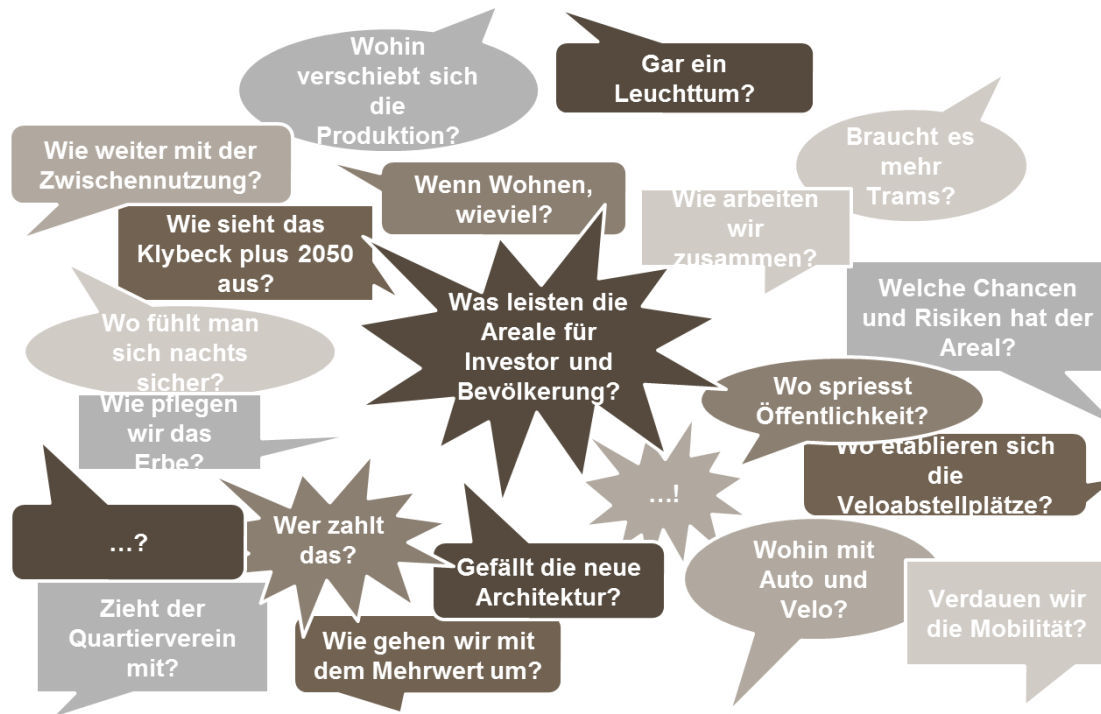 Wohin
verschiebt sich
die
Produktion?
Gar ein
Leuchttum?
Braucht es
mehr
Trams?
Wie weiter mit der
Zwischennutzung?
Wenn Wohnen,
wieviel?
Wie arbeiten
wir
zusammen?
Wie sieht das
Klybeck plus 2050
aus?
Welche Chancen
und Risiken hat der
Areal?
Was leisten die
Areale für
Investor und
Bevölkerung?
Wo fühlt man
sich nachts
sicher?
Wo spriesst
Öffentlichkeit?
Wie pflegen
wir das
Erbe?
Wo etablieren sich
die
Veloabstellplätze?
…!
…?
Wer zahlt
das?
Gefällt die neue
Architektur?
Wohin mit
Auto und
Velo?
Verdauen wir
die Mobilität?
Zieht der
Quartierverein
mit?
Wie gehen wir mit
dem Mehrwert um?